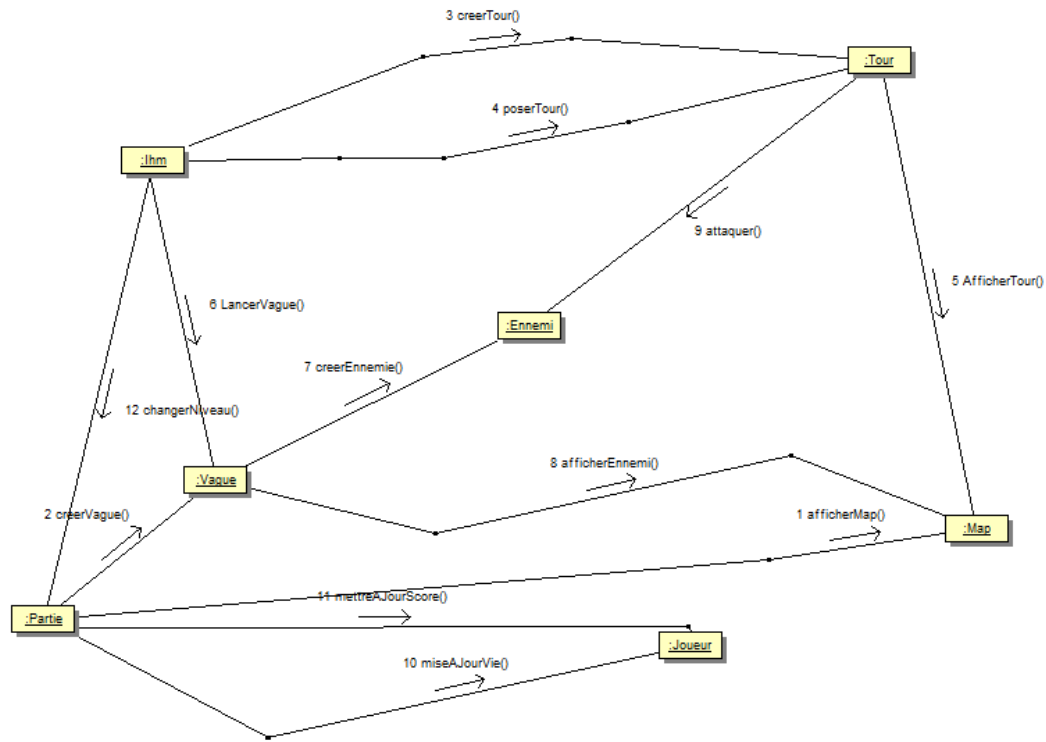 3 creerTour()
:Tour
4 poserTour()
:Ihm
9 attaquer()
5 AfficherTour()
6 LancerVague()
:Ennemi
7 creerEnnemie()
12 changerNiveau()
8 afficherEnnemi()
:Vague
2 creerVague()
1 afficherMap()
:Map
11 mettreAJourScore()
:Partie
:Joueur
10 miseAJourVie()